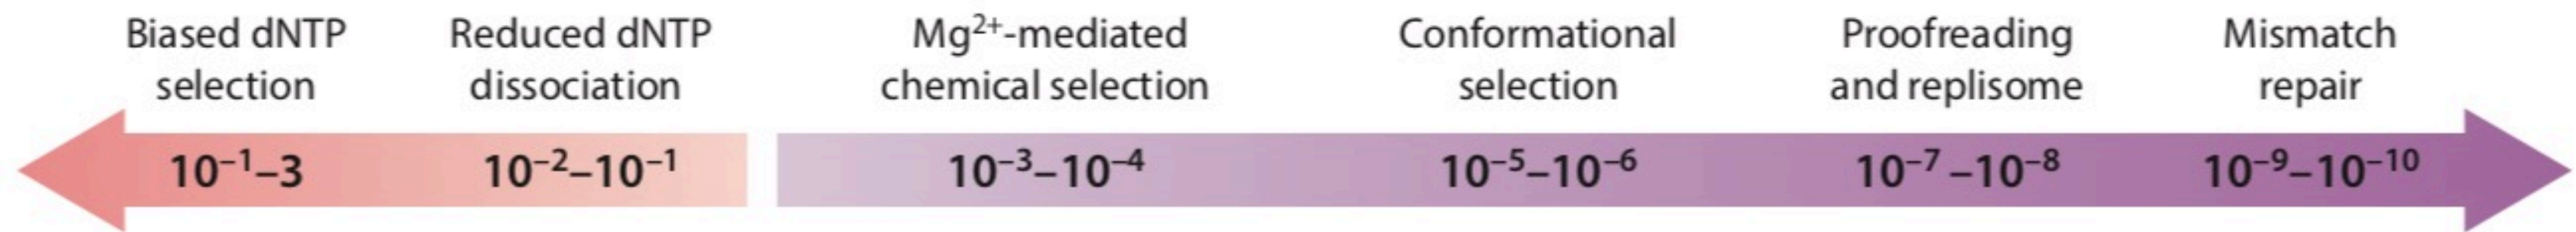 Biased dNTP
selection
Reduced dNTP
dissociation
Mg²⁺-mediated
chemical selection
Conformational
selection
Proofreading
and replisome
Mismatch
repair
10⁻¹–3
10⁻²–10⁻¹
10⁻³–10⁻⁴
10⁻⁵–10⁻⁶
10⁻⁷–10⁻⁸
10⁻⁹–10⁻¹⁰